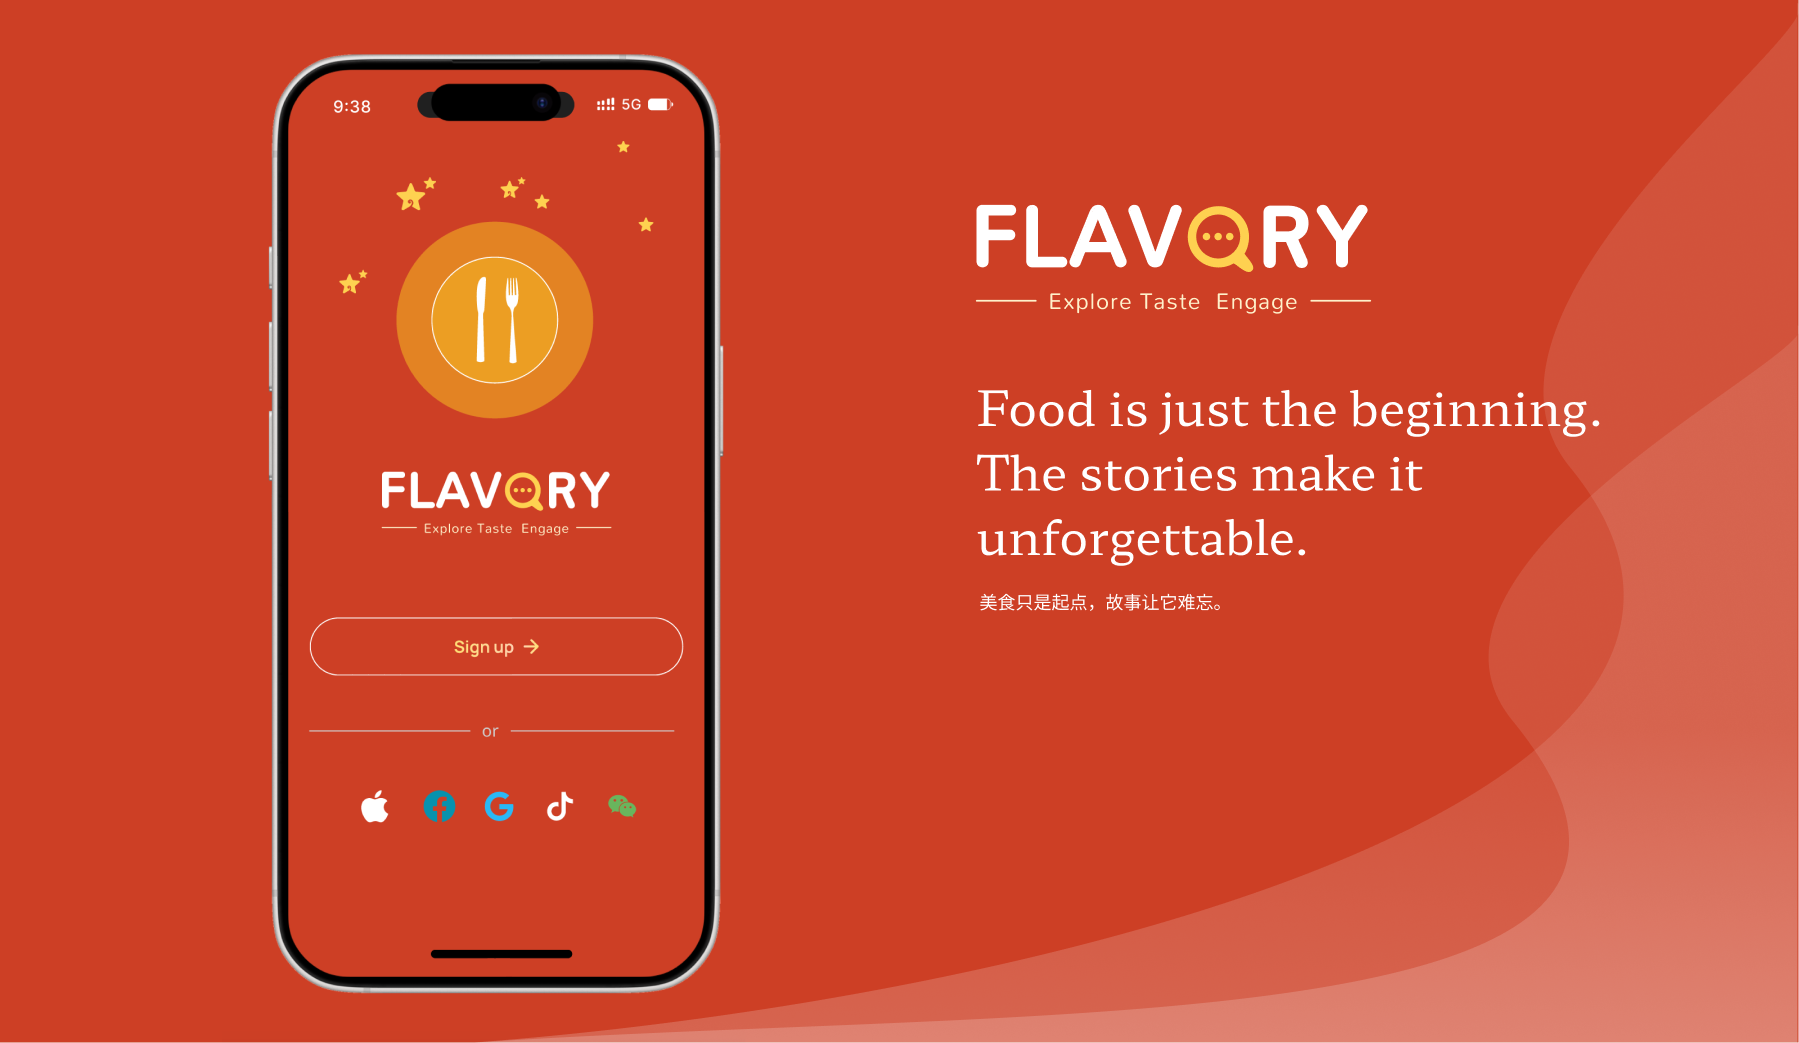 9:38
5G
FLAVORY
Explore Taste Engage
Sign up →
or
FLAVORY
Explore Taste Engage
Food is just the beginning.
The stories make it
unforgettable.
美食只是起点，故事让它难忘。